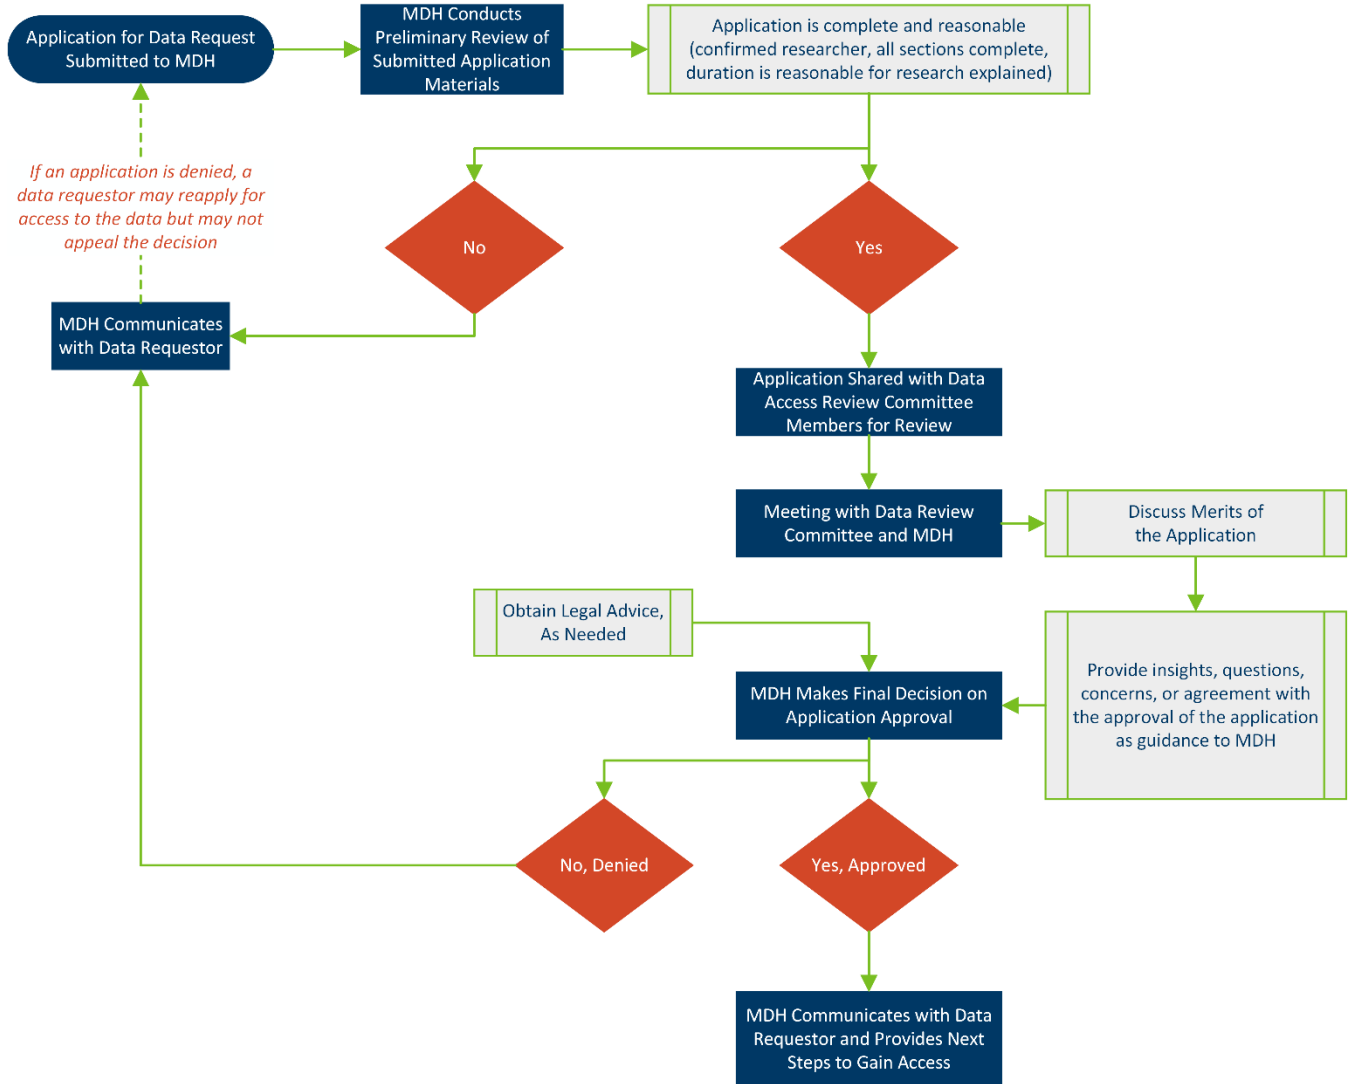 Application for Data Request
Submitted to MDH
MDH Conducts
Preliminary Review of
Submitted Application
Materials
Application is complete and reasonable
(confirmed researcher, all sections complete,
duration is reasonable for research explained)
If an application is denied, a
data requestor may reapply for
access to the data but may not
appeal the decision
No
Yes
MDH Communicates
with Data Requestor
Application Shared with Data
Access Review Committee
Members for Review
Meeting with Data Review
Committee and MDH
Discuss Merits of
the Application
Obtain Legal Advice,
As Needed
Provide insights, questions,
concerns, or agreement with
the approval of the application
as guidance to MDH
MDH Makes Final Decision on
Application Approval
No, Denied
Yes, Approved
MDH Communicates with Data
Requestor and Provides Next
Steps to Gain Access